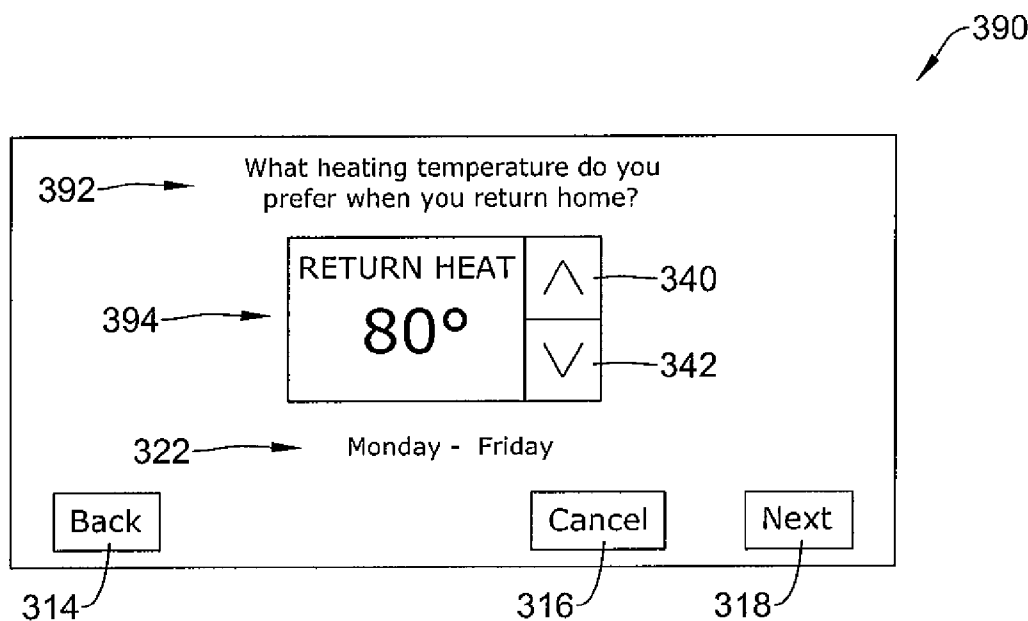 390
What heating temperature do you
392
prefer when you return home?
RETURN HEAT
340
394
80°
342
322
Monday - Friday
Back
Cancel
Next
314
316
318